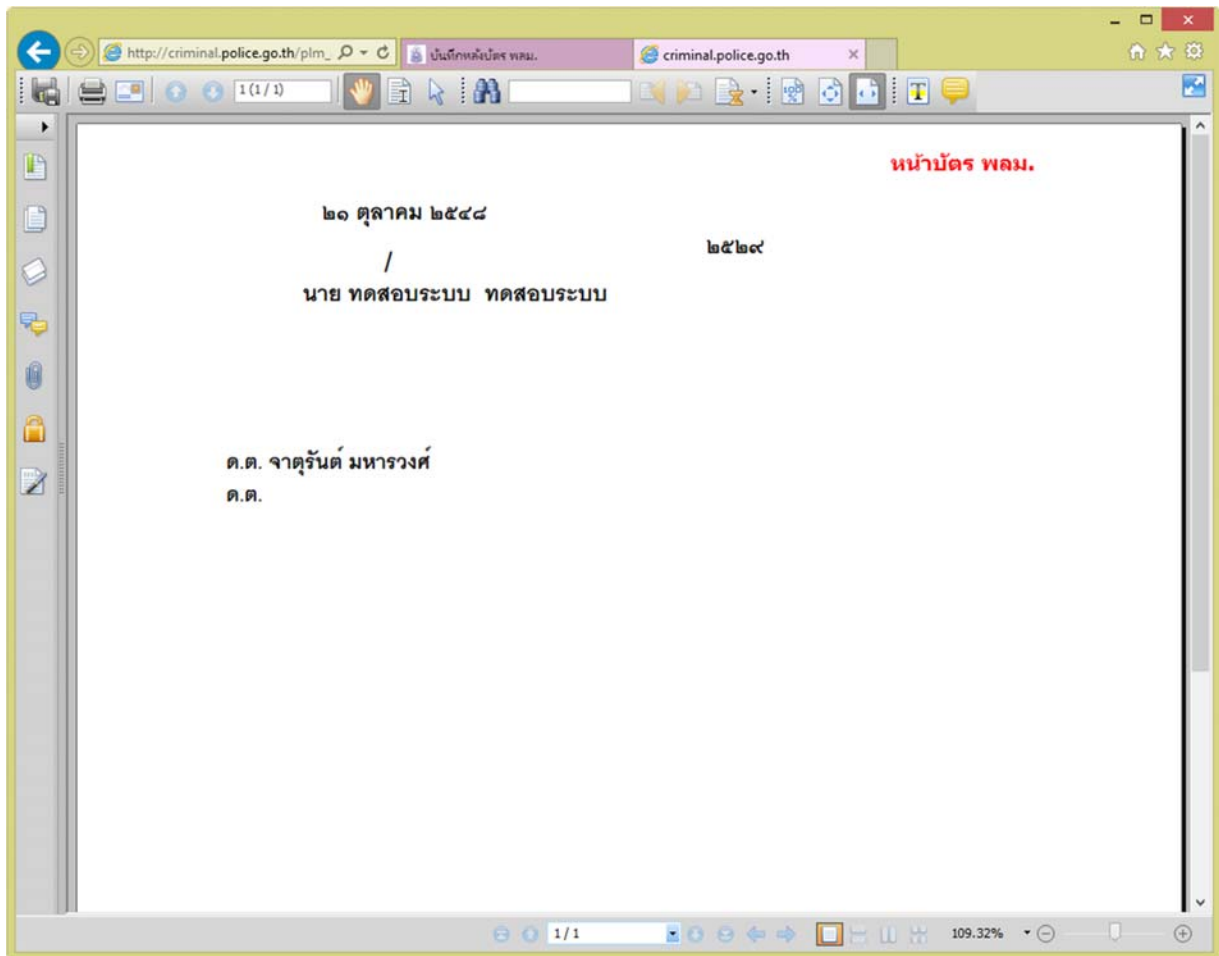 http://criminal.police.go.th/plm_
บันทึกหลังบัตร พลม.
criminal.police.go.th
1 (1 / 1)
หน้าบัตร พลม.
๒๑ ตุลาคม ๒๕๔๘
๒๕๒๙
/
นาย ทดสอบระบบ ทดสอบระบบ
ด.ต. จาตุรันต์ มหารวงศ์
ด.ต.
1/1
109.32%